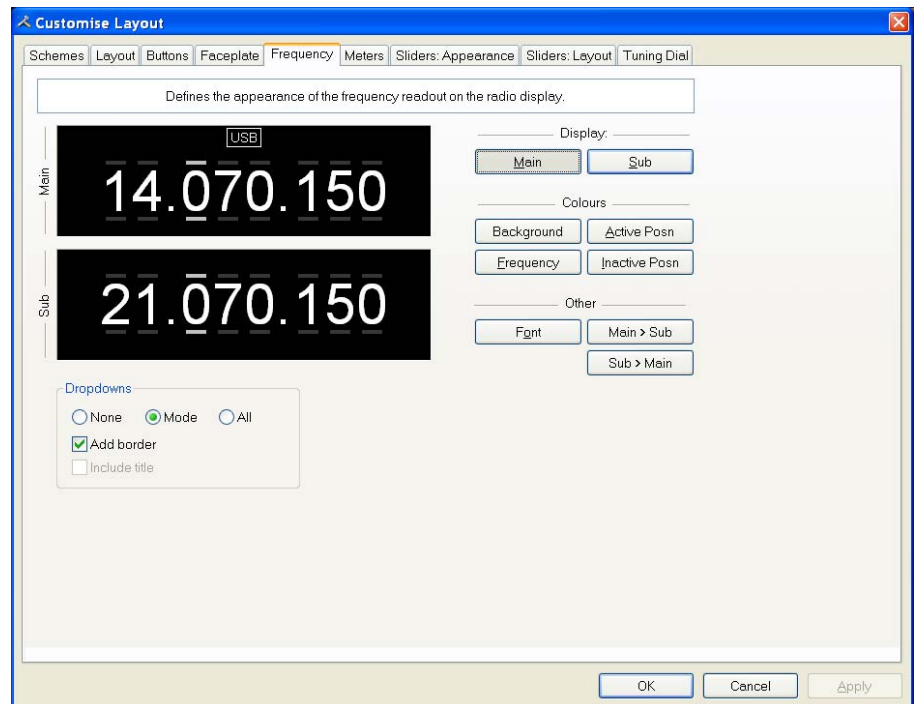 Customise Layout
Schemes Layout Buttons Faceplate Frequency Meters Sliders: Appearance Sliders: Layout Tuning Dial
Defines the appearance of the frequency readout on the radio display.
Main
USB
14.070.150
Sub
21.070.150
Display:
Main Sub
Colours
Background Active Posn
Frequency Inactive Posn
Other
Font Main > Sub
Sub > Main
Dropdowns
None Mode All
Add border
Include title
OK Cancel Apply